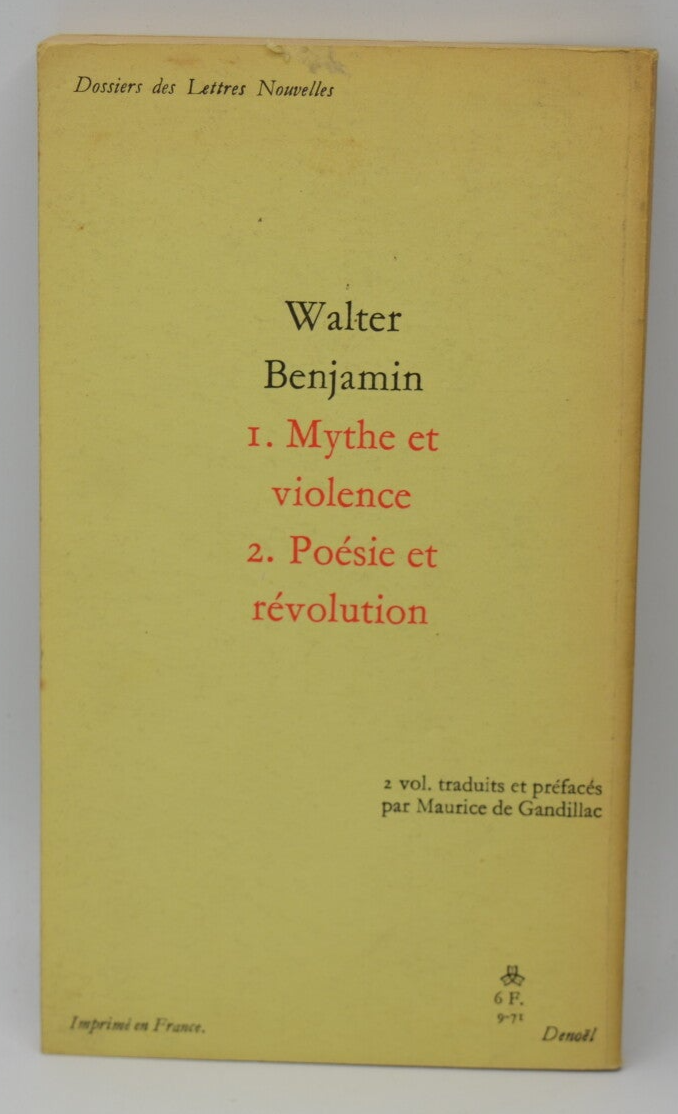 Dossiers des Lettres Nouvelles
Walter
Benjamin
1. Mythe et
violence
2. Poésie et
révolution
2 vol. traduits et préfacés
par Maurice de Gandillac
6 F.
9-71
Imprimé en France.
Denoël